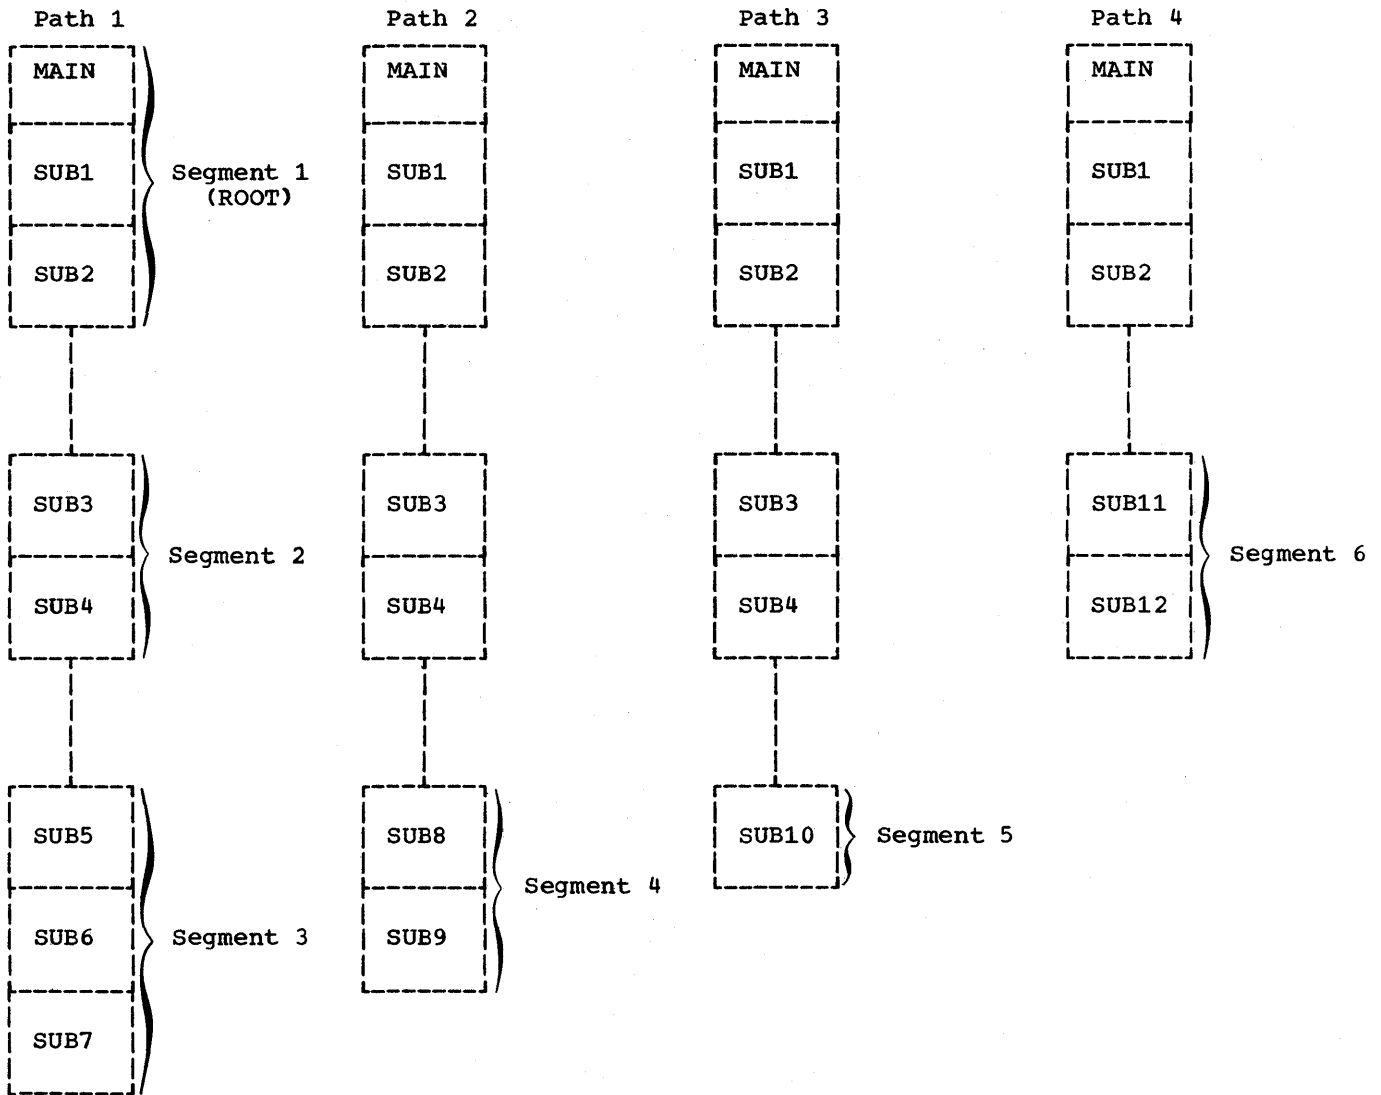 Path 1 Path 2 Path 3 Path 4
MAIN MAIN MAIN MAIN
SUB1 Segment 1 SUB1 SUB1 SUB1
(ROOT)
SUB2 SUB2 SUB2 SUB2
SUB3 SUB3 SUB3 SUB11
Segment 2 Segment 6
SUB4 SUB4 SUB4 SUB12
SUB5 SUB8 SUB10 Segment 5
Segment 4
SUB6 Segment 3 SUB9
SUB7